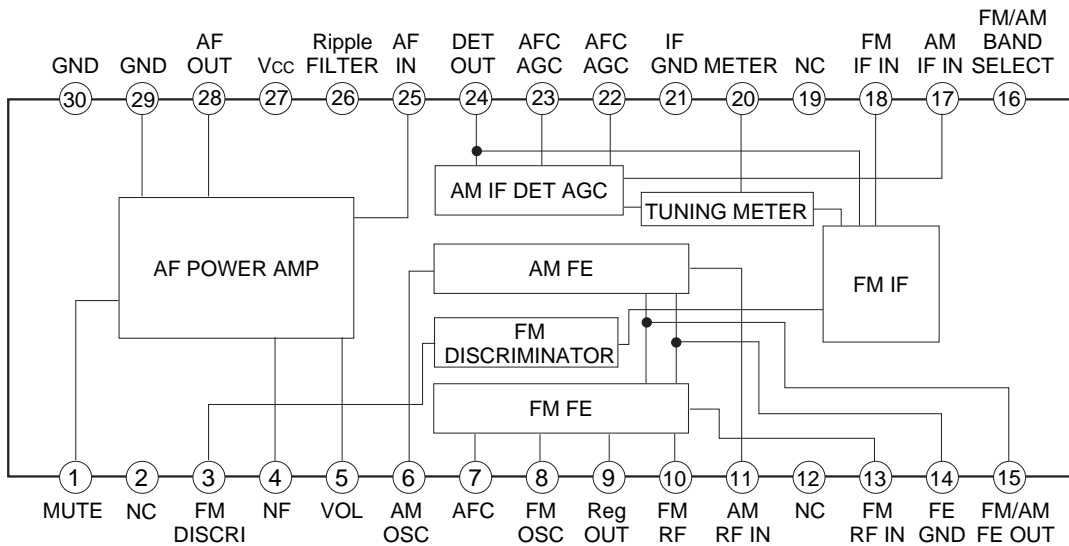 FM/AM
AF Ripple AF DET AFC AFC IF FM AM BAND
GND GND OUT Vcc FILTER IN OUT AGC AGC GND METER NC IF IN IF IN SELECT
30 29 28 27 26 25 24 23 22 21 20 19 18 17 16
AM IF DET AGC
TUNING METER
AF POWER AMP
AM FE
FM IF
FM
DISCRIMINATOR
FM FE
1 2 3 4 5 6 7 8 9 10 11 12 13 14 15
MUTE NC FM NF VOL AM AFC FM Reg FM AM NC FM FE FM/AM
DISCRI OSC OSC OUT RF RF IN RF IN GND FE OUT